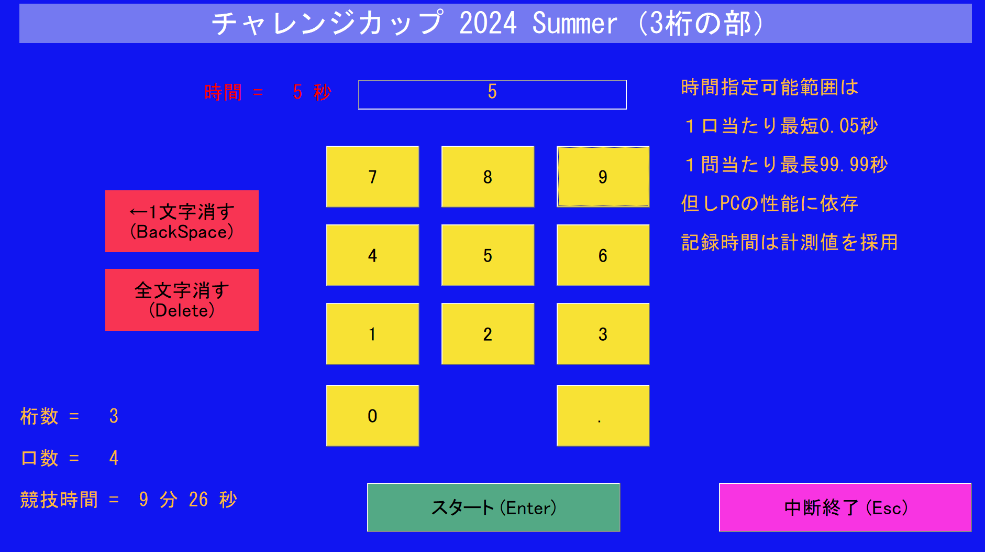 チャレンジカップ 2024 Summer (3桁の部)
時間 = 5 秒
5
時間指定可能範囲は
1口当たり最短0.05秒
1問当たり最長99.99秒
但しPCの性能に依存
記録時間は計測値を採用
7
8
9
←1文字消す
(BackSpace)
4
5
6
全文字消す
(Delete)
1
2
3
0
.
桁数 = 3
口数 = 4
競技時間 = 9 分 26 秒
スタート(Enter)
中断終了(Esc)